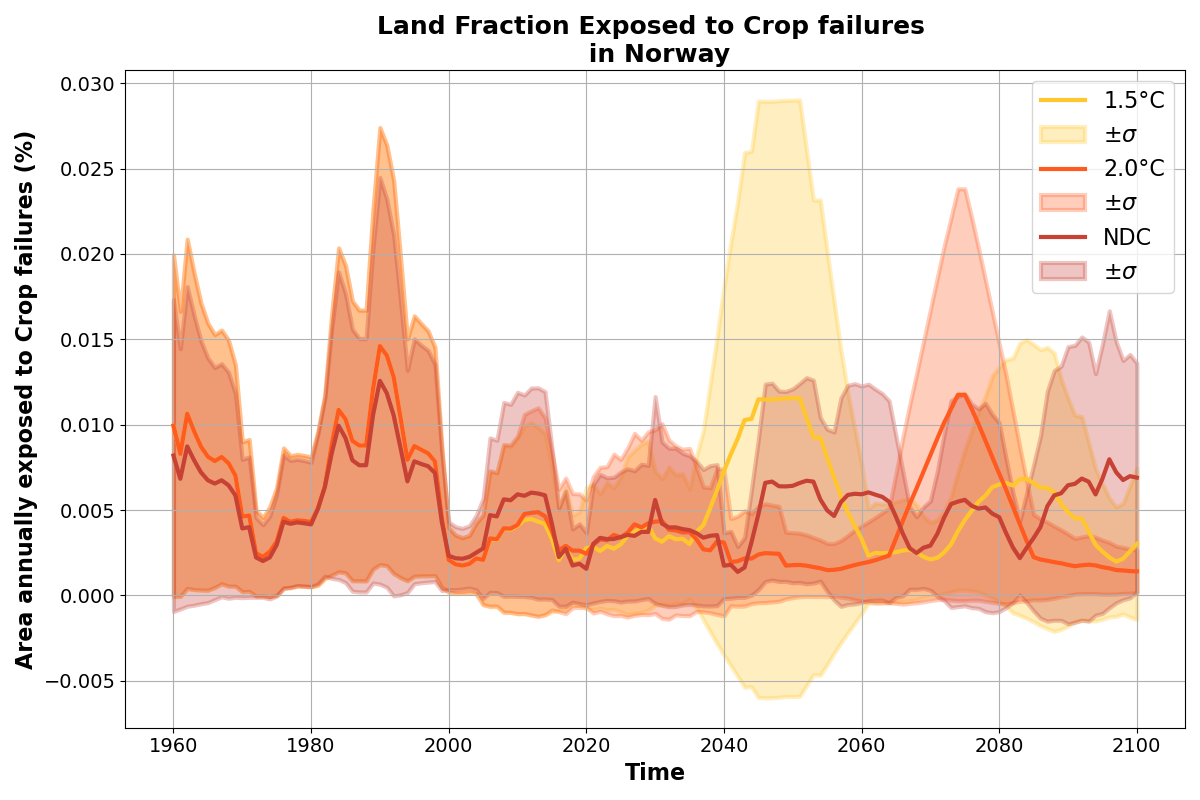 Land Fraction Exposed to Crop failures
in Norway
Area annually exposed to Crop failures (%)
0.030
0.025
0.020
0.015
0.010
0.005
0.000
−0.005
1960
1980
2000
2020
2040
2060
2080
2100
Time
1.5°C
±σ
2.0°C
±σ
NDC
±σ